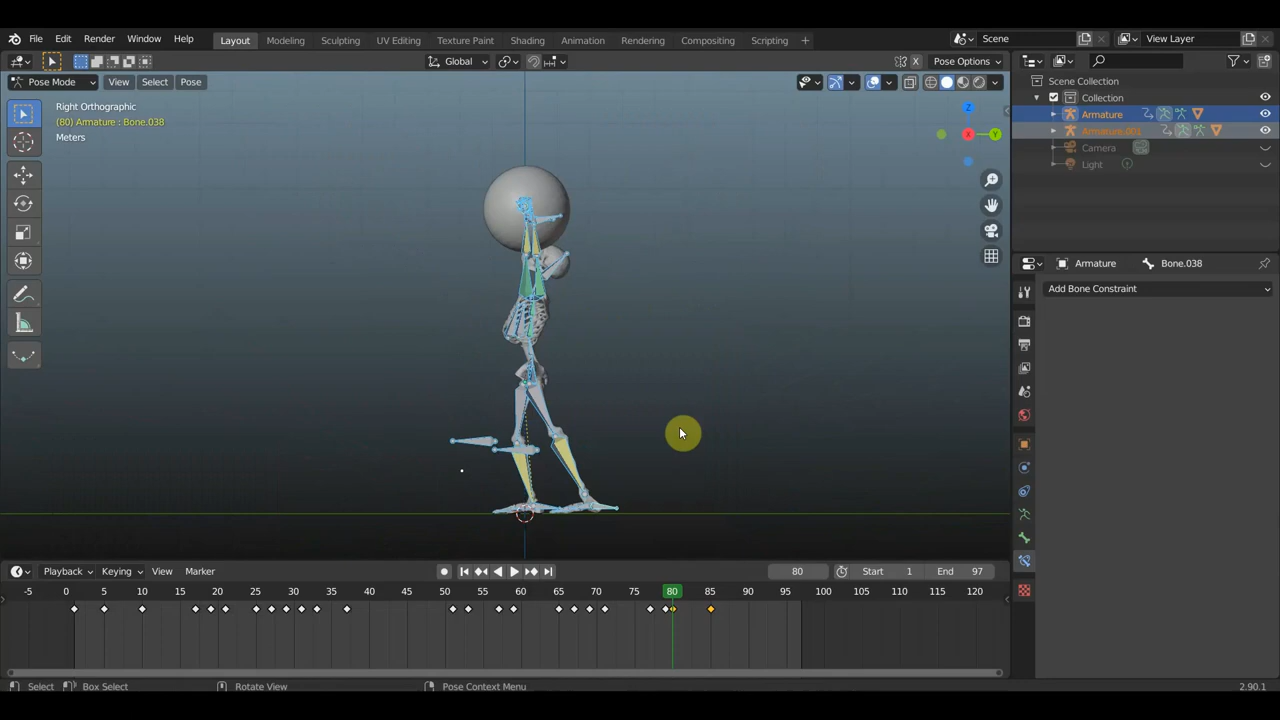 File Edit Render Window Help Layout Modeling Sculpting UV Editing Texture Paint Shading Animation Rendering Compositing Scripting + Scene View Layer
Global X Pose Options
Pose Mode View Select Pose
Right Orthographic
(80) Armature : Bone.038
Meters
Z
X
Y
Scene Collection
Collection
Armature
Armature.001
Camera
Light
Armature Bone.038
Add Bone Constraint
Playback Keying View Marker 80 Start 1 End 97
-5 0 5 10 15 20 25 30 35 40 45 50 55 60 65 70 75 80 85 90 95 100 105 110 115 120
Select Box Select Rotate View Pose Context Menu 2.90.1